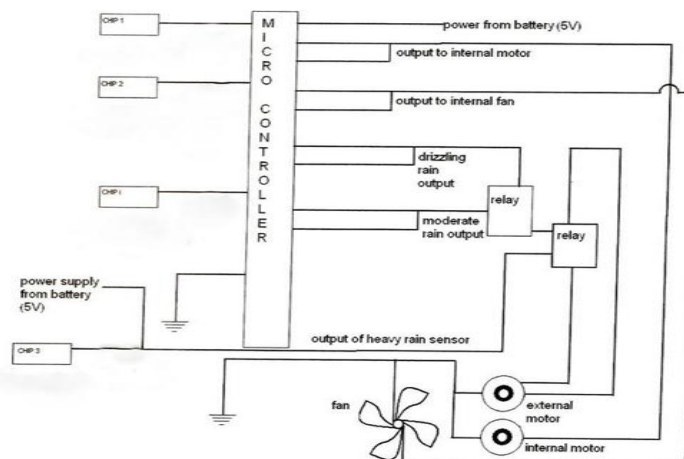 CHIP 1
power from battery (5V)
output to internal motor
CHIP 2
output to internal fan
MICRO CONTROLLER
drizzling
rain
output
CHIP I
relay
moderate
rain output
relay
power supply
from battery
(5V)
output of heavy rain sensor
CHIP 3
fan
external
motor
internal motor